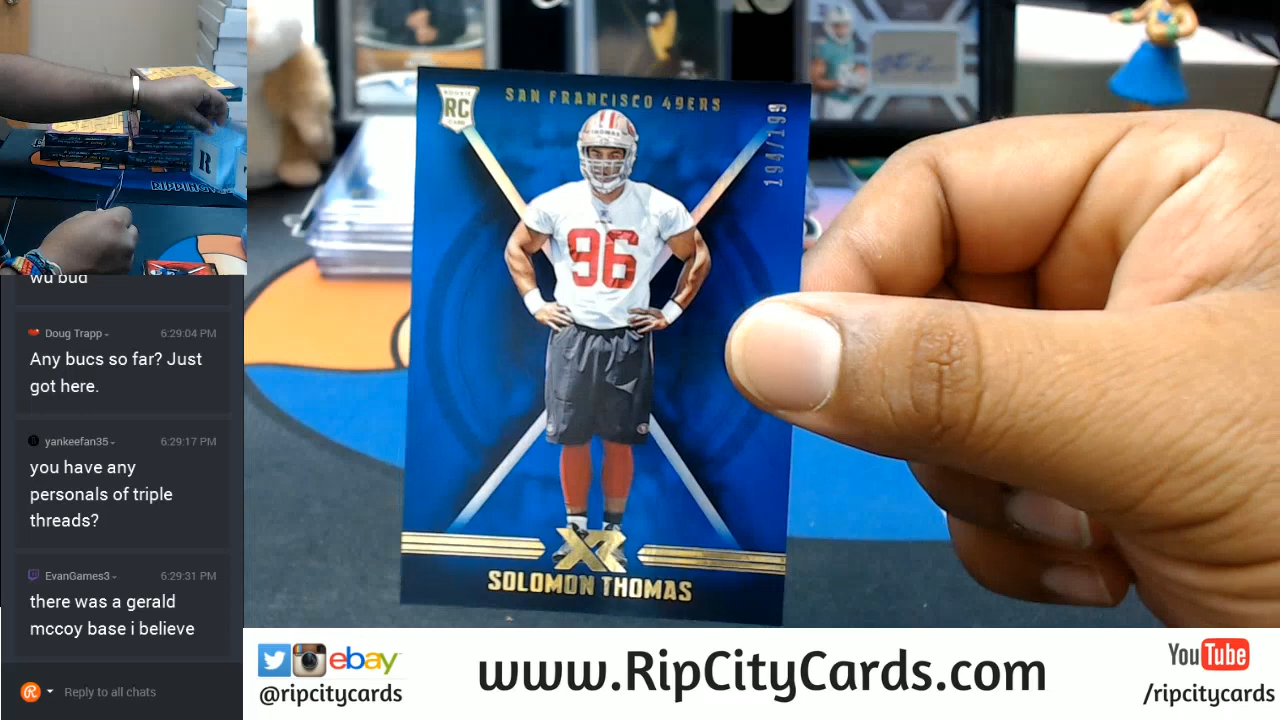 RIPPING
R
wu bud
Doug Trapp
6:29:04 PM
Any bucs so far? Just
got here.
yankeefan35
6:29:17 PM
you have any
personals of triple
threads?
EvanGames3
6:29:31 PM
there was a gerald
mccoy base i believe
Reply to all chats
ROOKIE
RC
CARD
SAN FRANCISCO 49ERS
194/199
THOMAS
96
XR
SOLOMON THOMAS
ebay
@ripcitycards
www.RipCityCards.com
YouTube
/ripcitycards